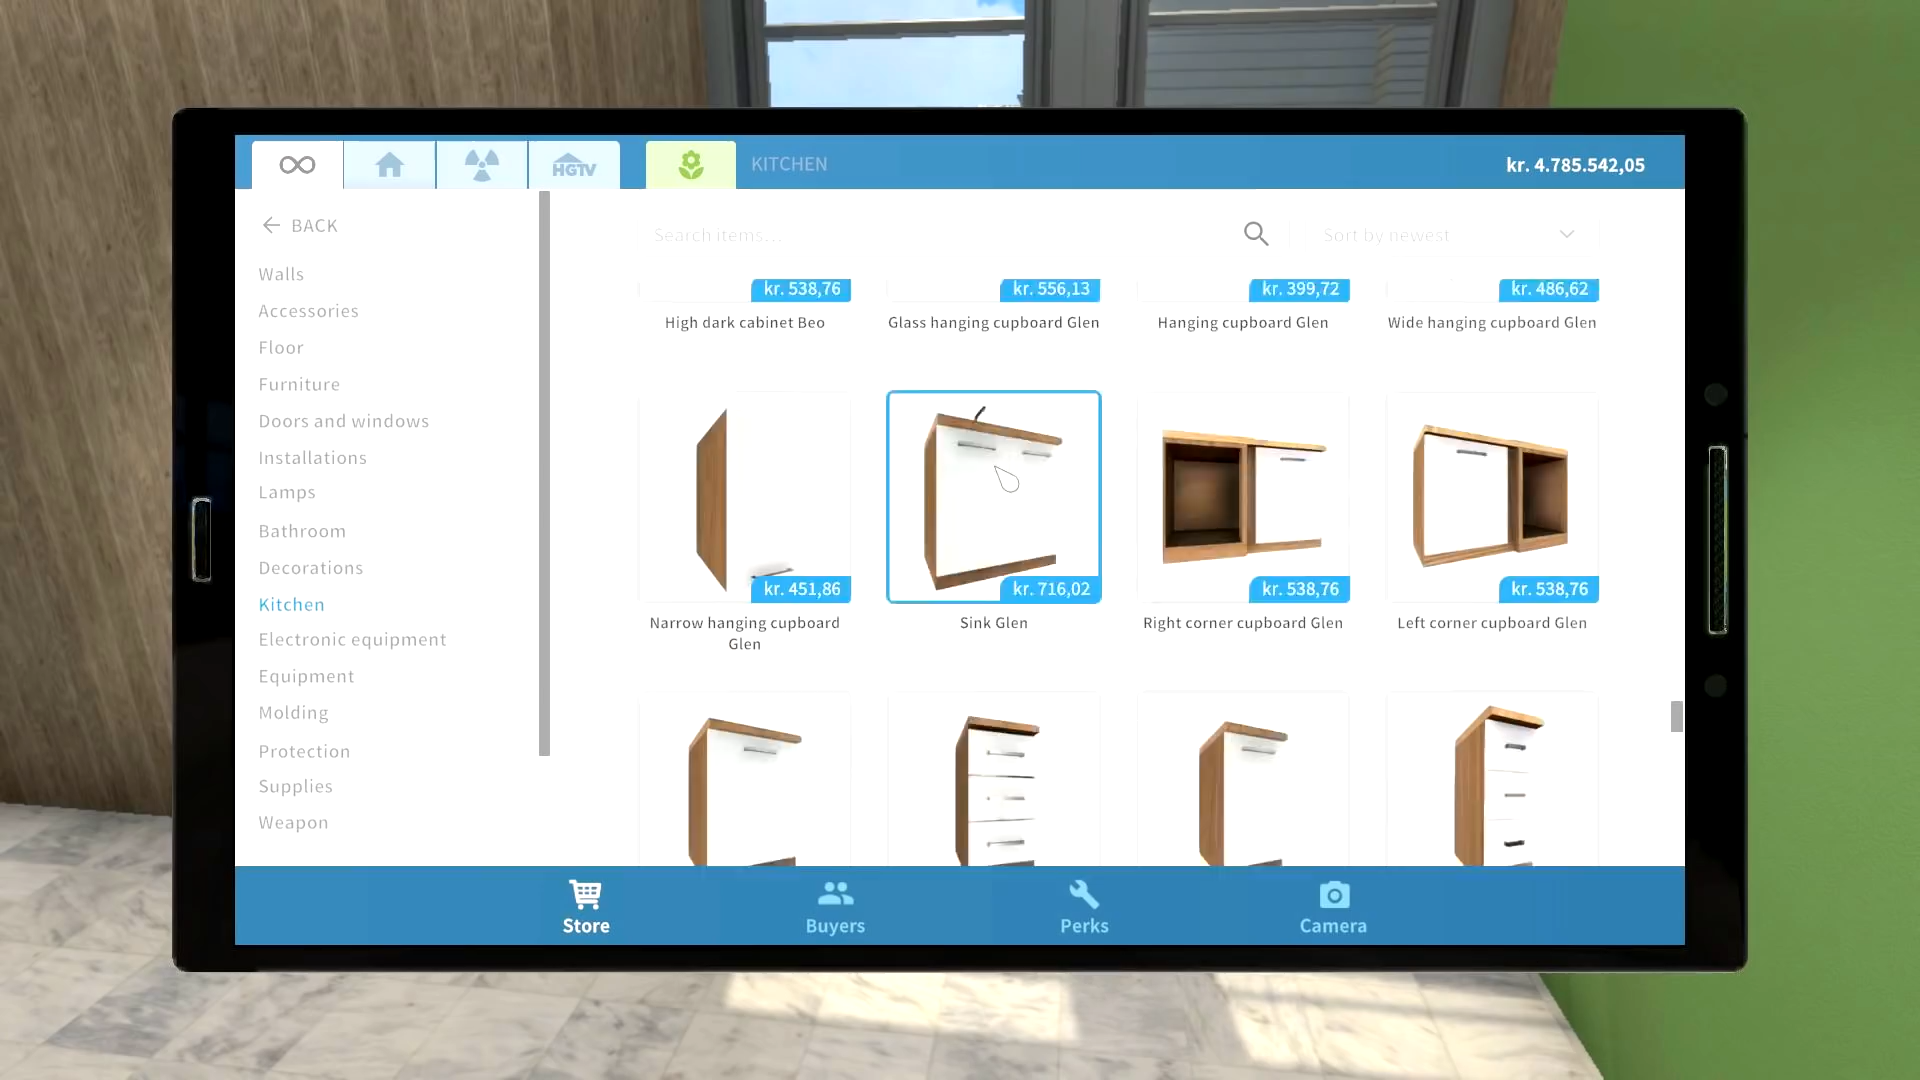 HGTV
KITCHEN
kr. 4.785.542,05
BACK
Search items...
Sort by newest
Walls
Accessories
Floor
Furniture
Doors and windows
Installations
Lamps
Bathroom
Decorations
Kitchen
Electronic equipment
Equipment
Molding
Protection
Supplies
Weapon
kr. 538,76
kr. 556,13
kr. 399,72
kr. 486,62
High dark cabinet Beo
Glass hanging cupboard Glen
Hanging cupboard Glen
Wide hanging cupboard Glen
kr. 451,86
kr. 716,02
kr. 538,76
kr. 538,76
Narrow hanging cupboard
Glen
Sink Glen
Right corner cupboard Glen
Left corner cupboard Glen
Store
Buyers
Perks
Camera